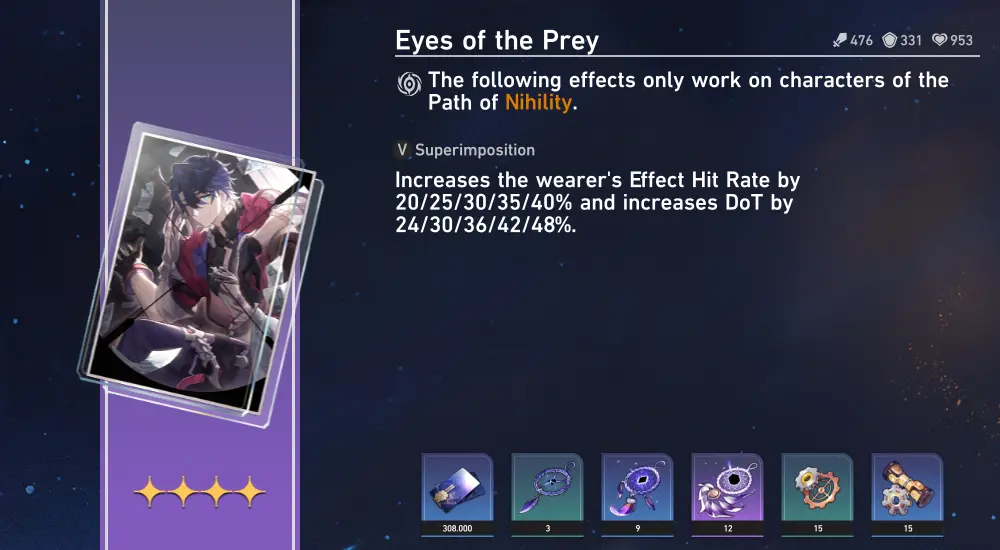 Eyes of the Prey
476 331 953
The following effects only work on characters of the
Path of Nihility.
V Superimposition
Increases the wearer's Effect Hit Rate by
20/25/30/35/40% and increases DoT by
24/30/36/42/48%.
308.000 3 9 12 15 15